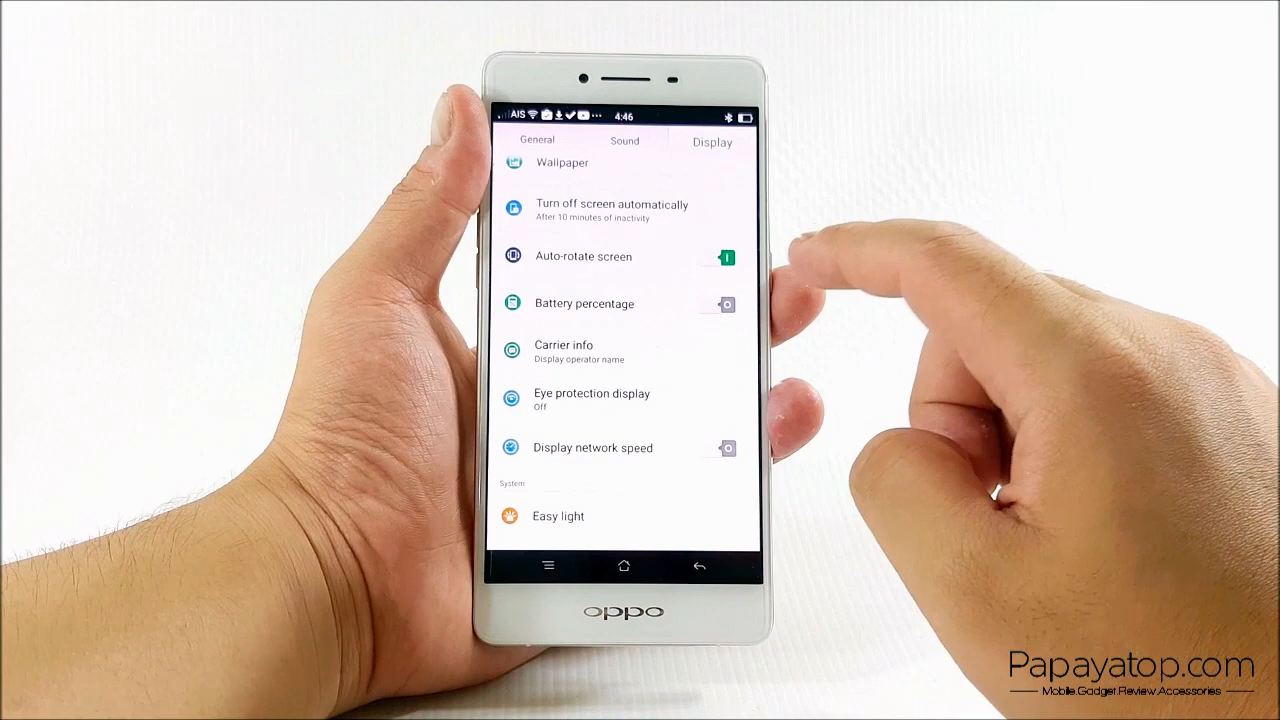 AIS 4:46
General Sound Display
Wallpaper
Turn off screen automatically
After 10 minutes of inactivity
Auto-rotate screen
Battery percentage
Carrier info
Display operator name
Eye protection display
Off
Display network speed
System
Easy light
oppo
Papayatop.com
Mobile.Gadget.Review.Accessories